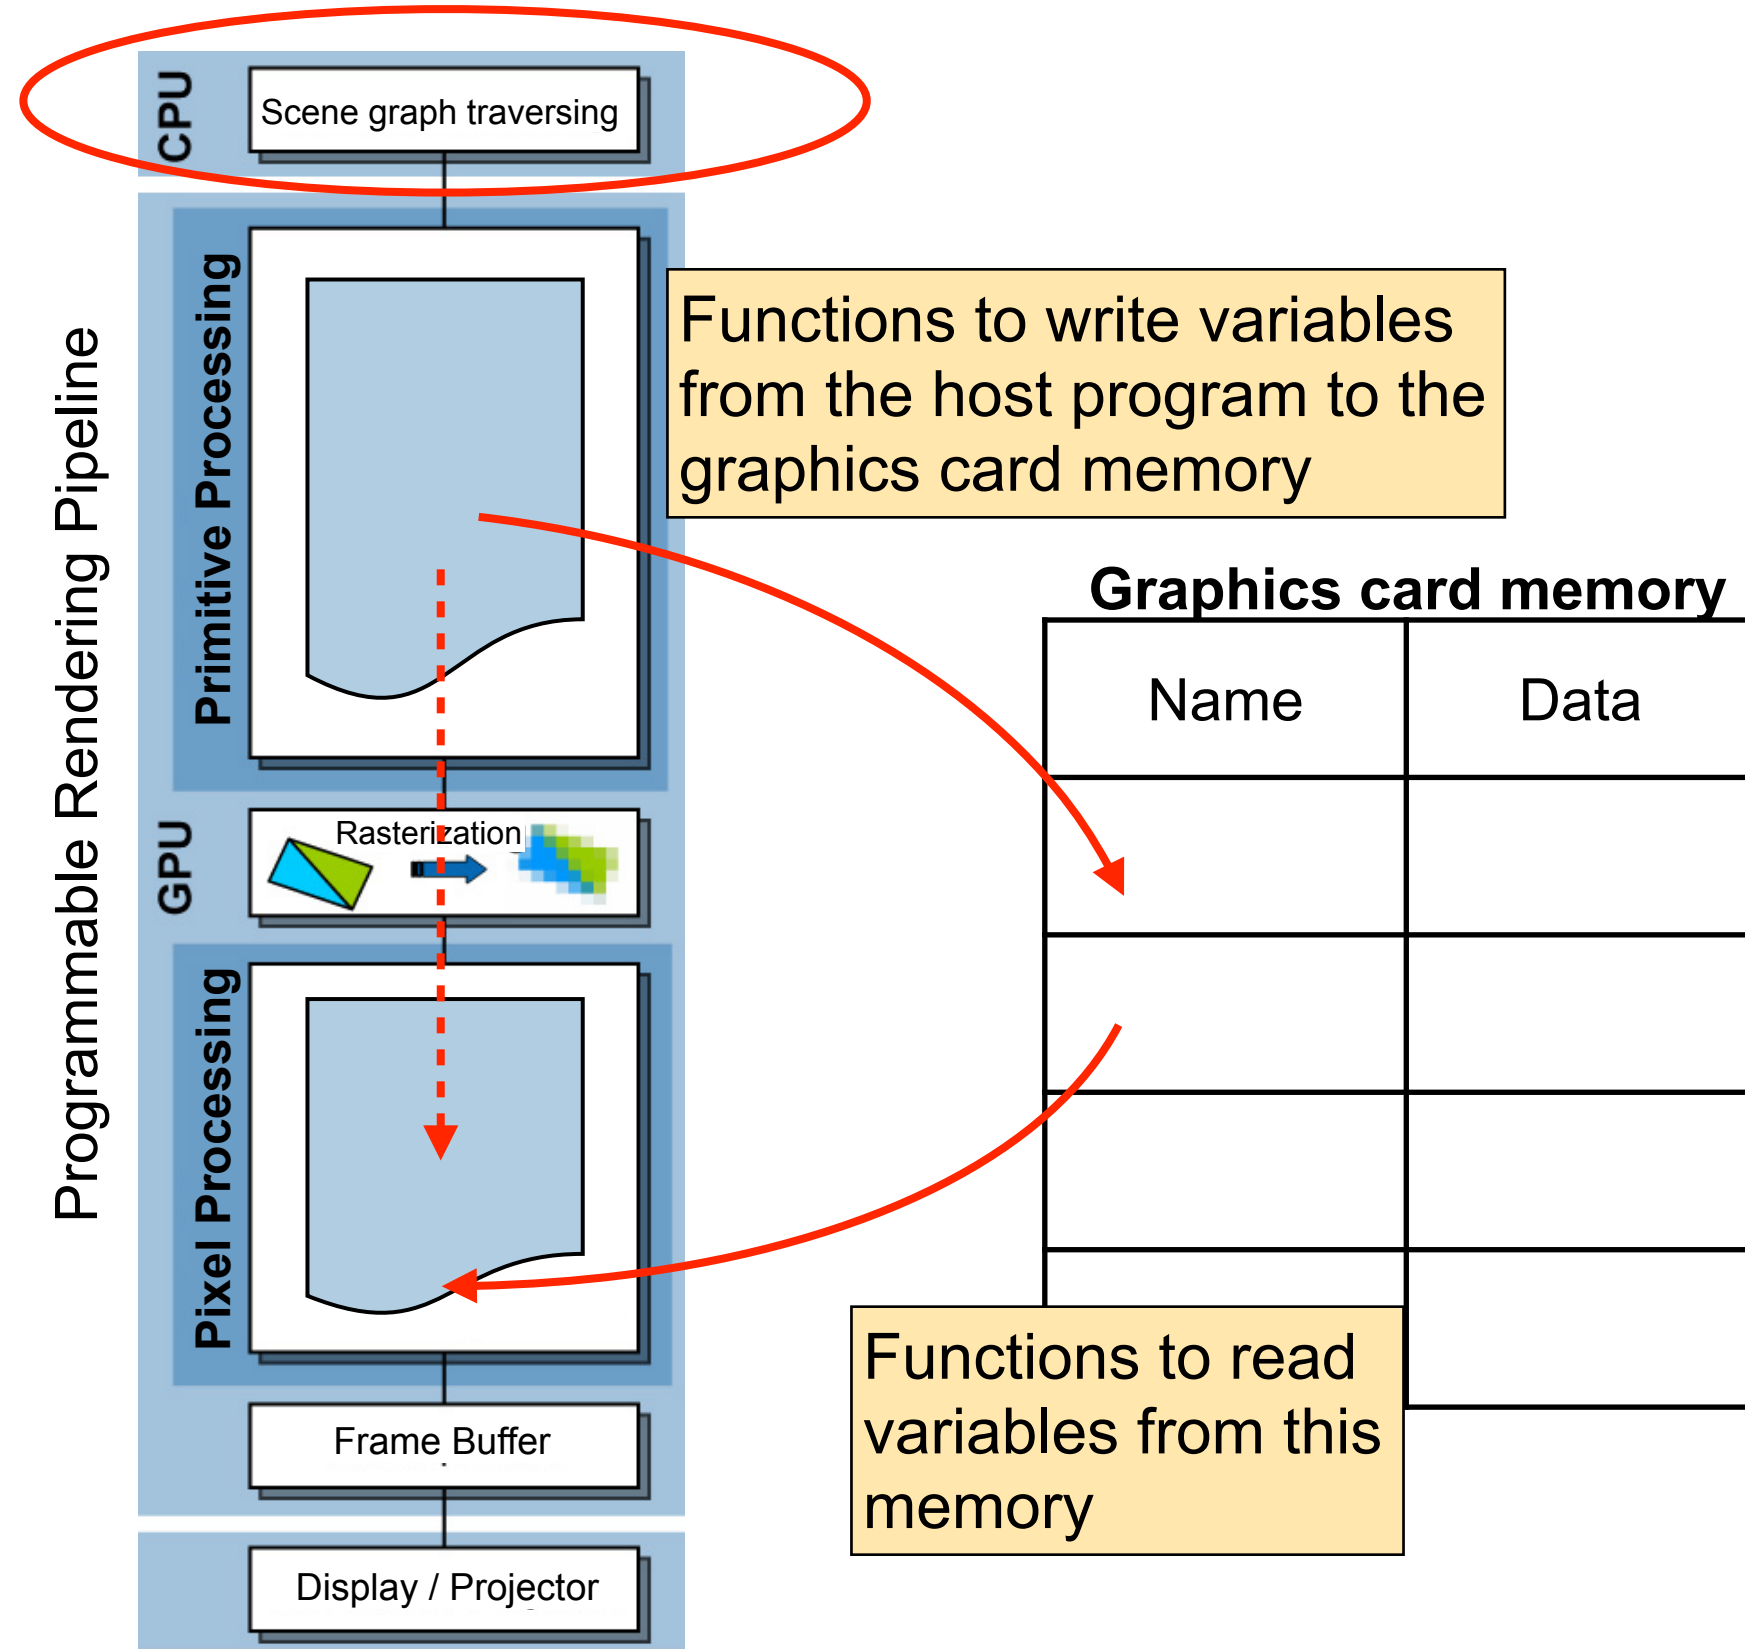 Programmable Rendering Pipeline
CPU
Scene graph traversing
Primitive Processing
Functions to write variables
from the host program to the
graphics card memory
Graphics card memory
Name
Data
GPU
Rasterization
Pixel Processing
Functions to read
variables from this
memory
Frame Buffer
Display / Projector